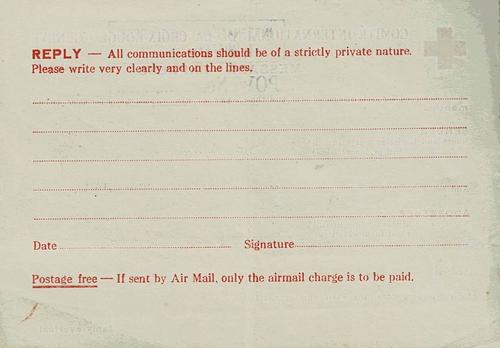 REPLY — All communications should be of a strictly private nature.
Please write very clearly and on the lines.
Date
Signature
Postage free — If sent by Air Mail, only the airmail charge is to be paid.